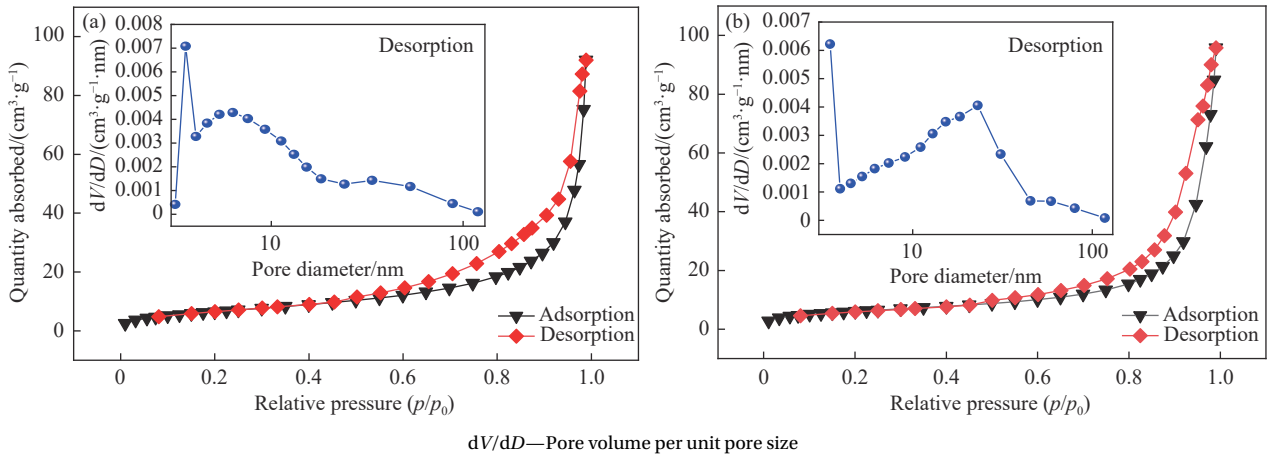 (a)
Desorption
0.008
0.007
0.006
0.005
0.004
0.003
0.002
0.001
0
dV/dD/(cm³·g⁻¹·nm)
10
100
Pore diameter/nm
100
80
60
40
20
0
Quantity absorbed/(cm³·g⁻¹)
Adsorption
Desorption
0
0.2
0.4
0.6
0.8
1.0
Relative pressure (p/p₀)
(b)
Desorption
0.007
0.006
0.005
0.004
0.003
0.002
0.001
0
dV/dD/(cm³·g⁻¹·nm)
10
100
Pore diameter/nm
100
80
60
40
20
0
Quantity absorbed/(cm³·g⁻¹)
Adsorption
Desorption
0
0.2
0.4
0.6
0.8
1.0
Relative pressure (p/p₀)
dV/dD—Pore volume per unit pore size